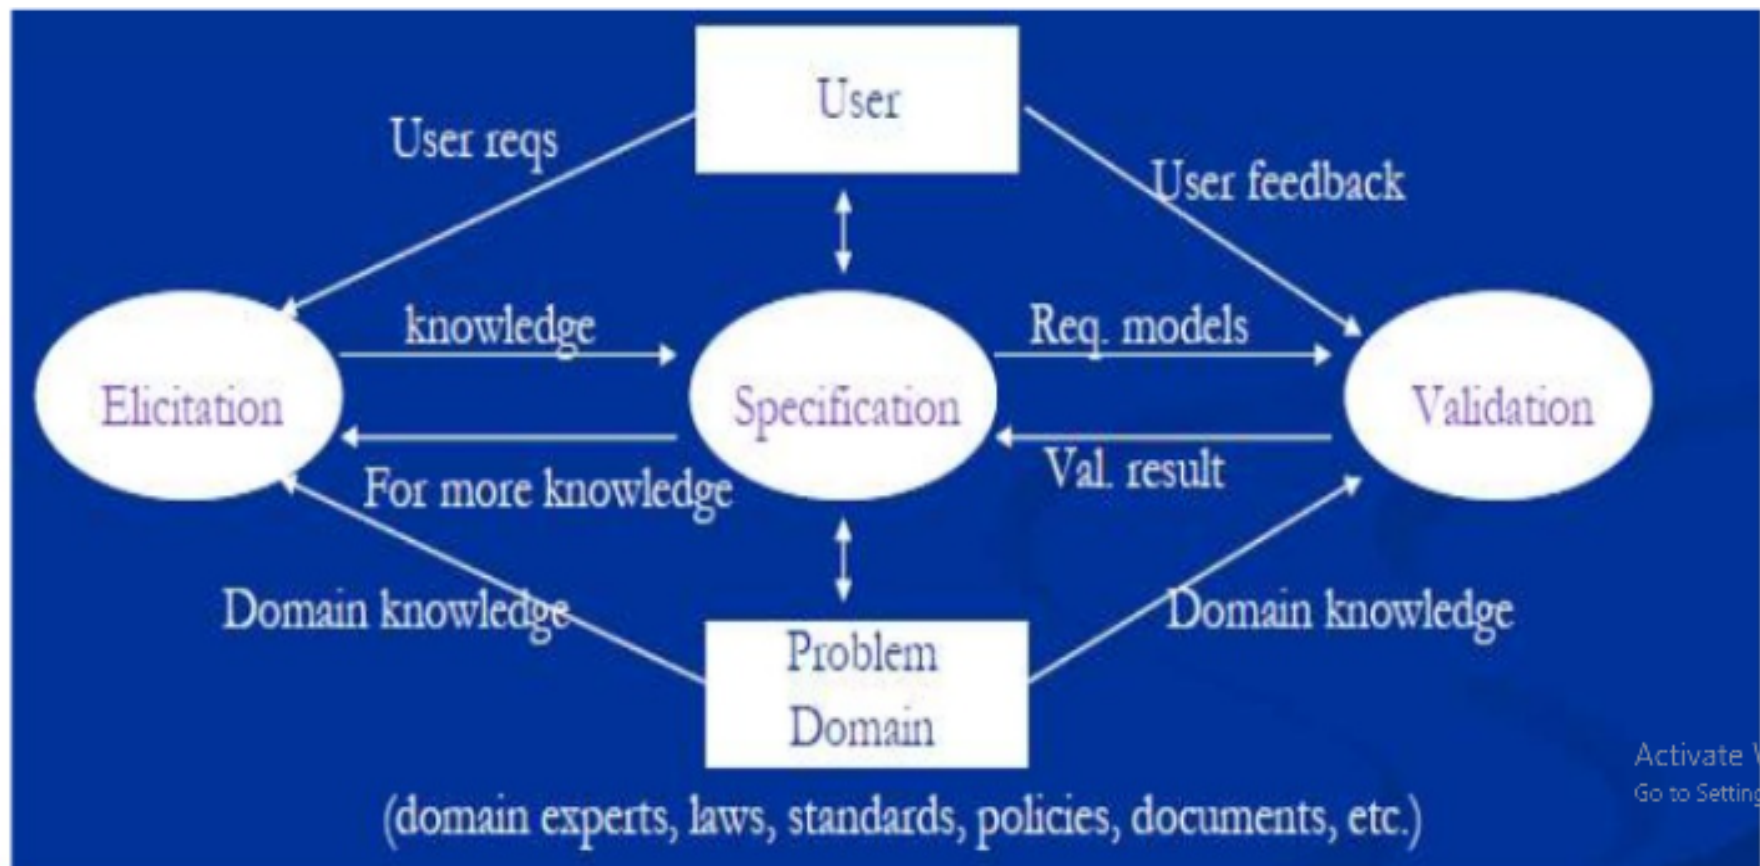 User
User reqs
User feedback
knowledge
Req. models
Elicitation
Specification
Validation
For more knowledge
Val. result
Domain knowledge
Domain knowledge
Problem
Domain
(domain experts, laws, standards, policies, documents, etc.)
Activate
Go to Setting